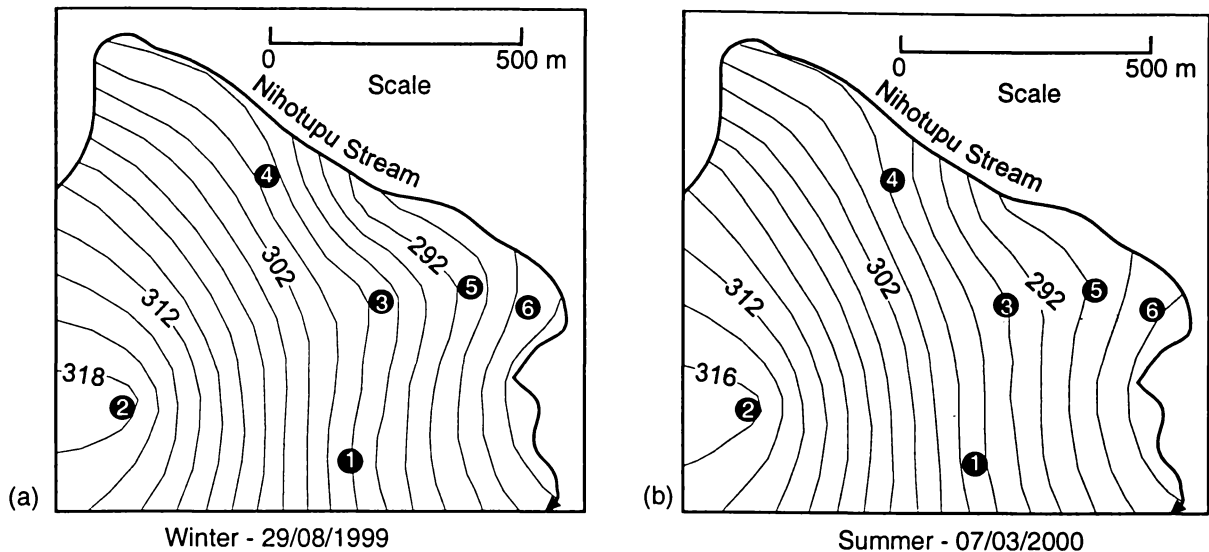 0 500 m
Scale
Nihotupu Stream
4
302
292
312
3
5
6
318
2
1
(a)
Winter - 29/08/1999
0 500 m
Scale
Nihotupu Stream
4
302
292
312
3
5
6
316
2
1
(b)
Summer - 07/03/2000